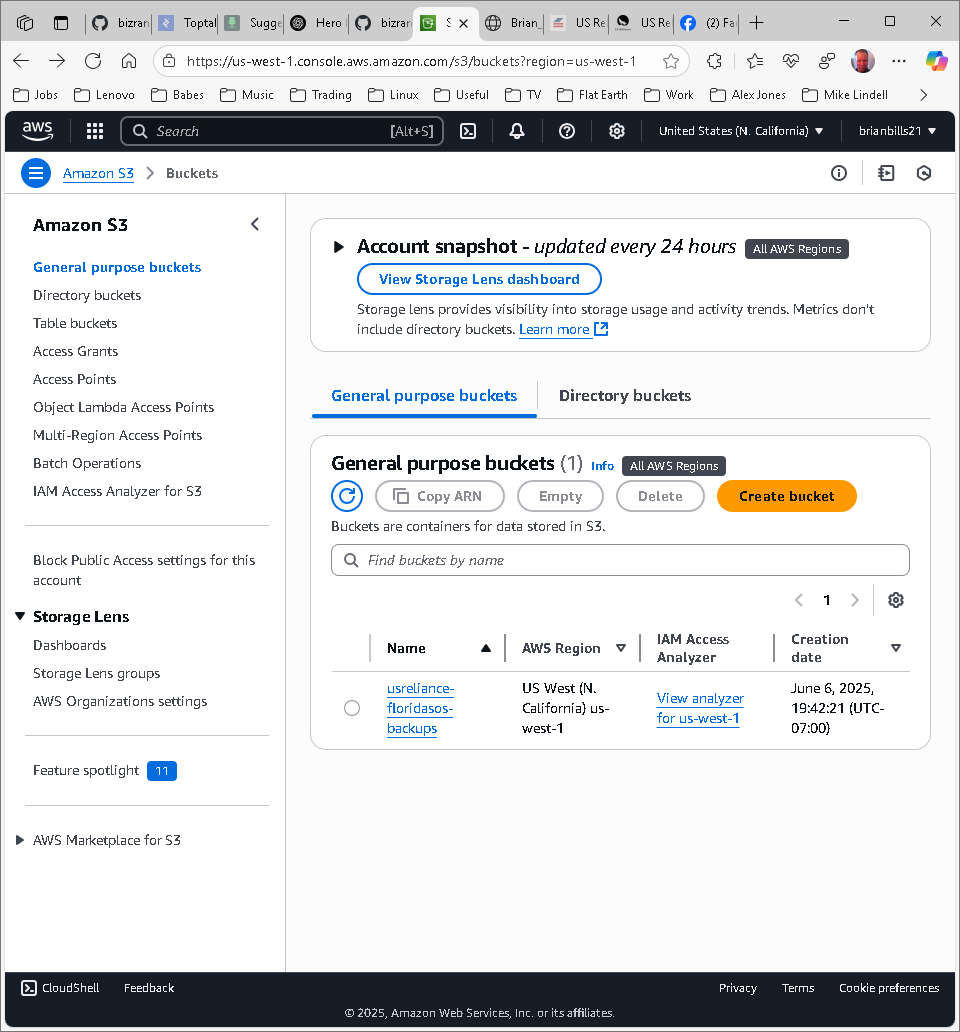 bizran
Toptal
Sugge
Hero
bizran
S
Brian_
US Re
US Re
(2) Fa
https://us-west-1.console.aws.amazon.com/s3/buckets?region=us-west-1
Jobs Lenovo Babes Music Trading Linux Useful TV Flat Earth Work Alex Jones Mike Lindell
aws Search [Alt+S] United States (N. California) brianbills21
Amazon S3 Buckets
Amazon S3
General purpose buckets
Directory buckets
Table buckets
Access Grants
Access Points
Object Lambda Access Points
Multi-Region Access Points
Batch Operations
IAM Access Analyzer for S3
Block Public Access settings for this
account
Storage Lens
Dashboards
Storage Lens groups
AWS Organizations settings
Feature spotlight 11
AWS Marketplace for S3
Account snapshot - updated every 24 hours All AWS Regions
View Storage Lens dashboard
Storage lens provides visibility into storage usage and activity trends. Metrics don't
include directory buckets. Learn more
General purpose buckets Directory buckets
General purpose buckets (1) Info All AWS Regions
Copy ARN Empty Delete Create bucket
Buckets are containers for data stored in S3.
Find buckets by name
1
Name
AWS Region
IAM Access
Analyzer
Creation
date
usreliance-
floridasos-
backups
US West (N.
California) us-
west-1
View analyzer
for us-west-1
June 6, 2025,
19:42:21 (UTC-
07:00)
CloudShell Feedback Privacy Terms Cookie preferences
© 2025, Amazon Web Services, Inc. or its affiliates.